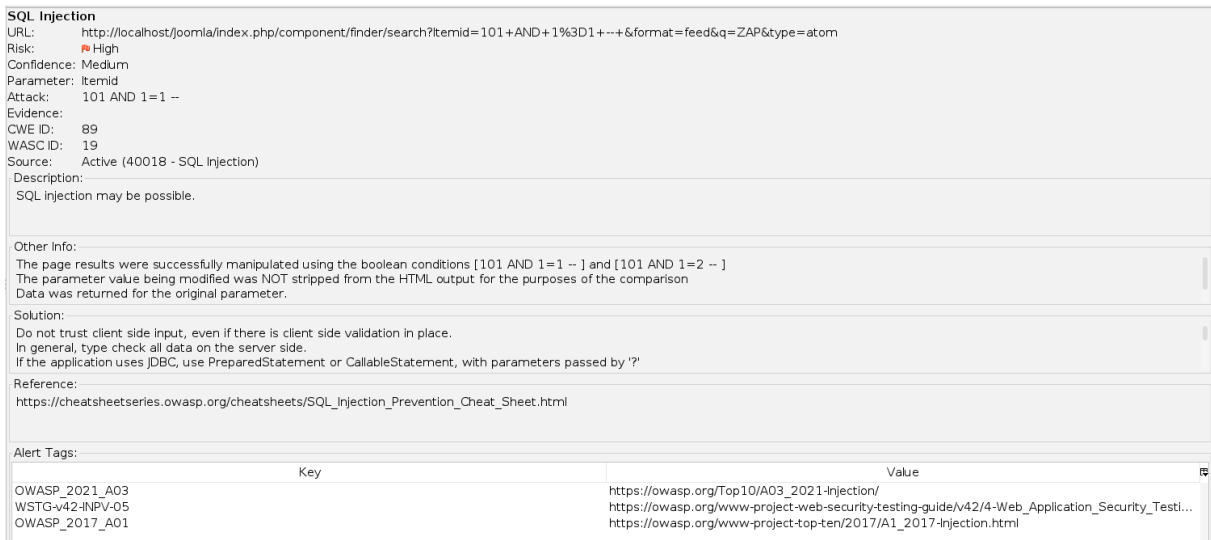 SQL Injection
URL: http://localhost/Joomla/index.php/component/finder/search?Itemid=101+AND+1%3D1+--+&format=feed&q=ZAP&type=atom
Risk: High
Confidence: Medium
Parameter: Itemid
Attack: 101 AND 1=1 --
Evidence:
CWE ID: 89
WASC ID: 19
Source: Active (40018 - SQL Injection)
Description:
SQL injection may be possible.
Other Info:
The page results were successfully manipulated using the boolean conditions [101 AND 1=1 -- ] and [101 AND 1=2 -- ]
The parameter value being modified was NOT stripped from the HTML output for the purposes of the comparison
Data was returned for the original parameter.
Solution:
Do not trust client side input, even if there is client side validation in place.
In general, type check all data on the server side.
If the application uses JDBC, use PreparedStatement or CallableStatement, with parameters passed by '?'
Reference:
https://cheatsheetseries.owasp.org/cheatsheets/SQL_Injection_Prevention_Cheat_Sheet.html
Alert Tags:
Key Value
OWASP_2021_A03 https://owasp.org/Top10/A03_2021-Injection/
WSTG-v42-INPV-05 https://owasp.org/www-project-web-security-testing-guide/v42/4-Web_Application_Security_Testi...
OWASP_2017_A01 https://owasp.org/www-project-top-ten/2017/A1_2017-Injection.html